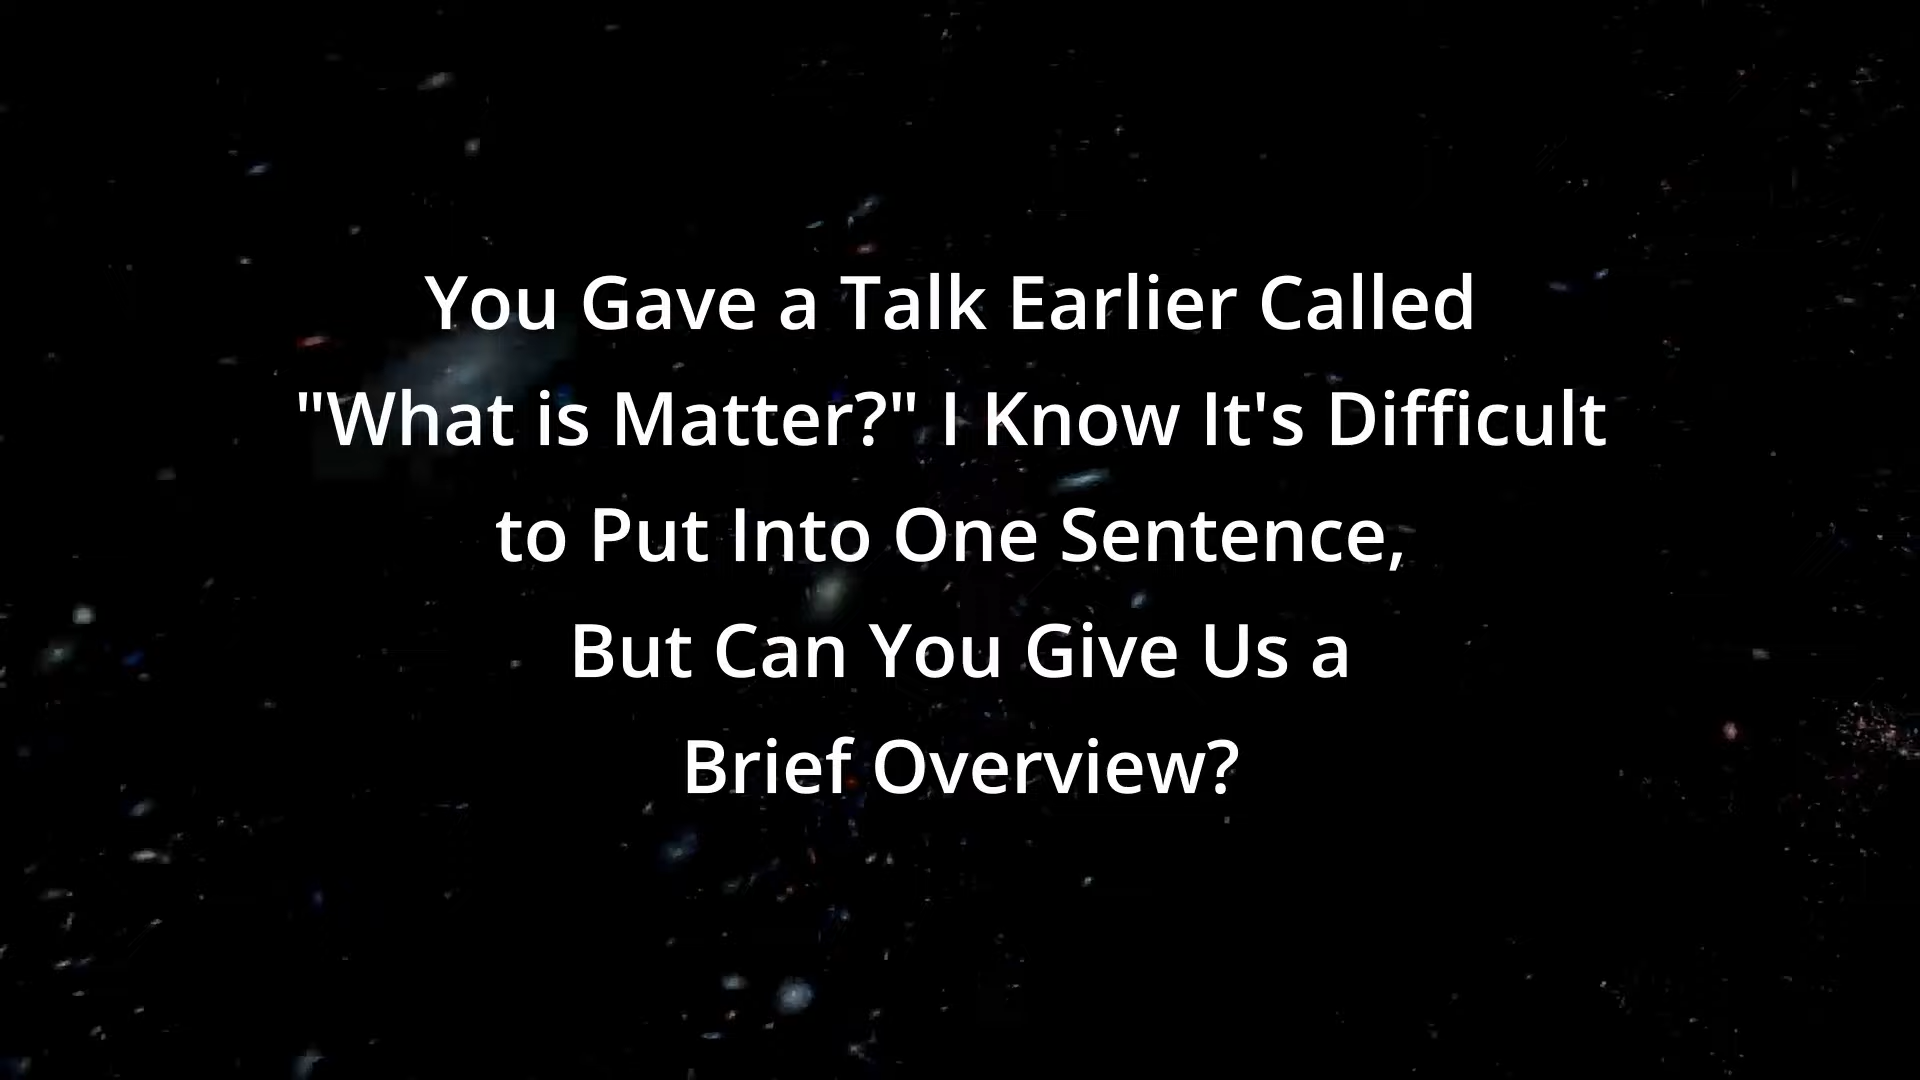 You Gave a Talk Earlier Called
"What is Matter?" I Know It's Difficult
to Put Into One Sentence,
But Can You Give Us a
Brief Overview?